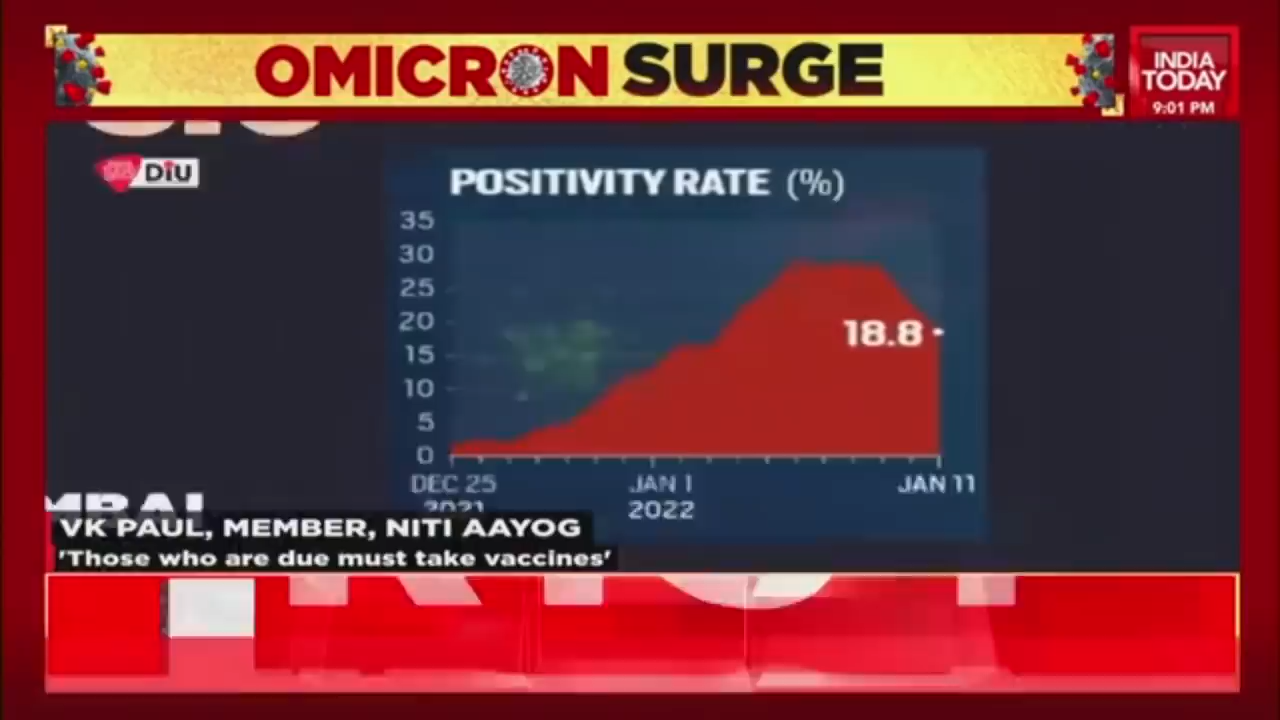 OMICRON SURGE
INDIA
TODAY
9:01 PM
DIU
POSITIVITY RATE (%)
35
30
25
20
15
10
5
0
18.8
DEC 25
2021
JAN 1
2022
JAN 11
VK PAUL, MEMBER, NITI AAYOG
'Those who are due must take vaccines'